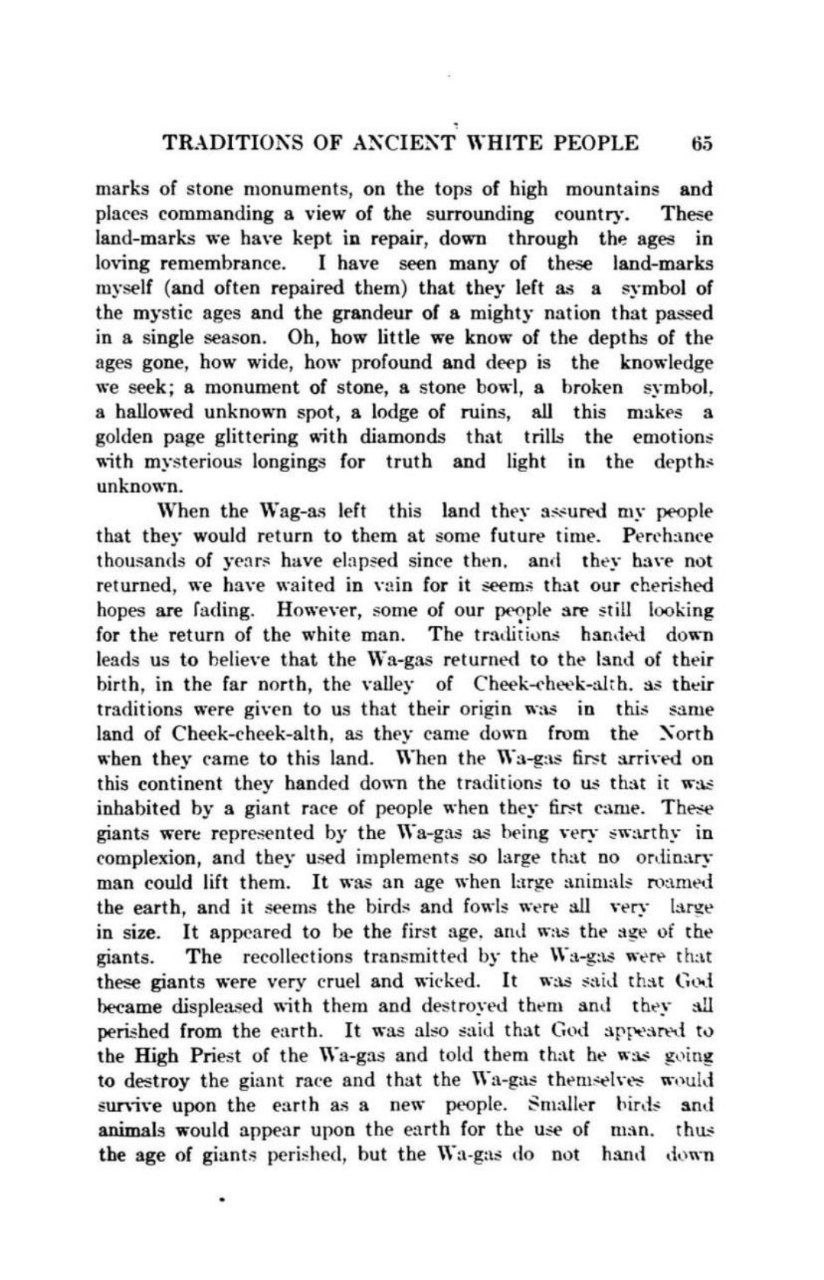 TRADITIONS OF ANCIENT WHITE PEOPLE 65
marks of stone monuments, on the tops of high mountains and
places commanding a view of the surrounding country. These
land-marks we have kept in repair, down through the ages in
loving remembrance. I have seen many of these land-marks
myself (and often repaired them) that they left as a symbol of
the mystic ages and the grandeur of a mighty nation that passed
in a single season. Oh, how little we know of the depths of the
ages gone, how wide, how profound and deep is the knowledge
we seek; a monument of stone, a stone bowl, a broken symbol,
a hallowed unknown spot, a lodge of ruins, all this makes a
golden page glittering with diamonds that trills the emotions
with mysterious longings for truth and light in the depths
unknown.
When the Wag-as left this land they assured my people
that they would return to them at some future time. Perchance
thousands of years have elapsed since then, and they have not
returned, we have waited in vain for it seems that our cherished
hopes are fading. However, some of our people are still looking
for the return of the white man. The traditions handed down
leads us to believe that the Wa-gas returned to the land of their
birth, in the far north, the valley of Cheek-cheek-alth, as their
traditions were given to us that their origin was in this same
land of Cheek-cheek-alth, as they came down from the North
when they came to this land. When the Wa-gas first arrived on
this continent they handed down the traditions to us that it was
inhabited by a giant race of people when they first came. These
giants were represented by the Wa-gas as being very swarthy in
complexion, and they used implements so large that no ordinary
man could lift them. It was an age when large animals roamed
the earth, and it seems the birds and fowls were all very large
in size. It appeared to be the first age, and was the age of the
giants. The recollections transmitted by the Wa-gas were that
these giants were very cruel and wicked. It was said that God
became displeased with them and destroyed them and they all
perished from the earth. It was also said that God appeared to
the High Priest of the Wa-gas and told them that he was going
to destroy the giant race and that the Wa-gas themselves would
survive upon the earth as a new people. Smaller birds and
animals would appear upon the earth for the use of man, thus
the age of giants perished, but the Wa-gas do not hand down